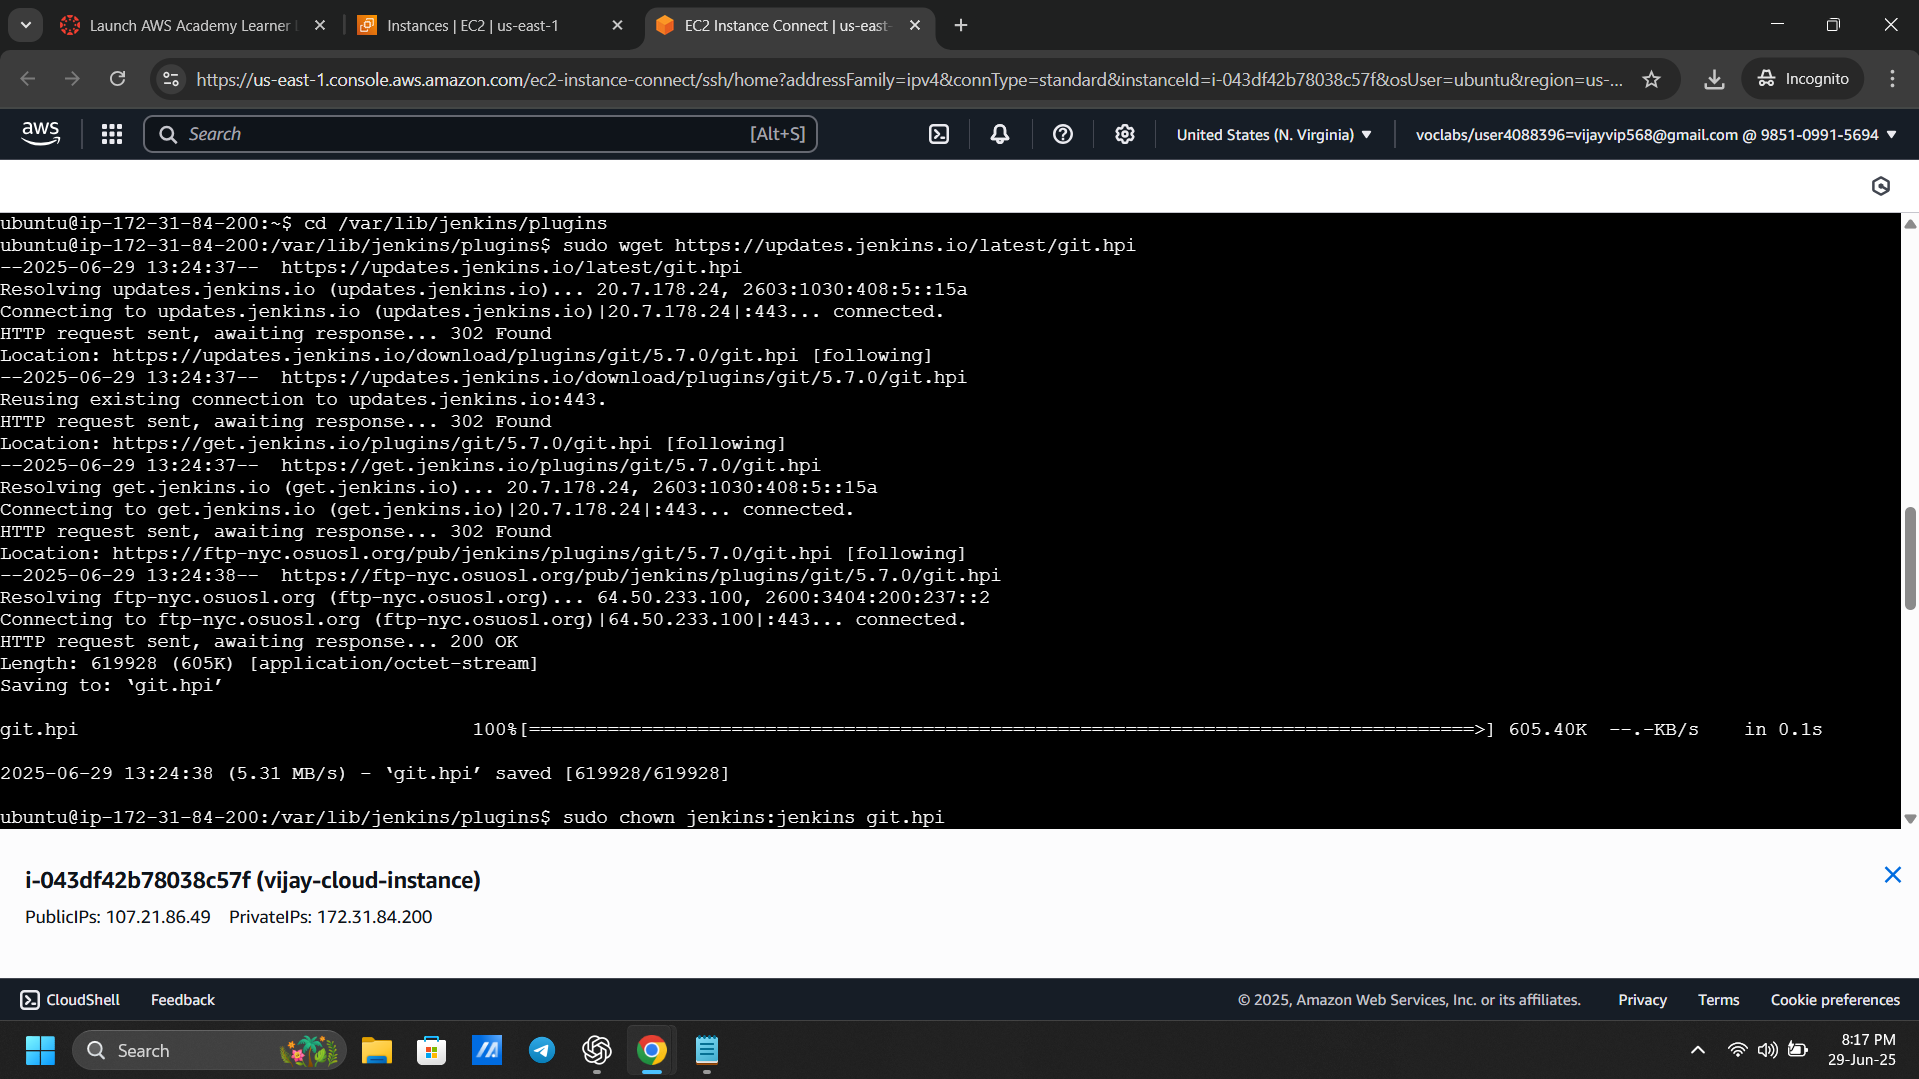 Launch AWS Academy Learner
Instances | EC2 | us-east-1
EC2 Instance Connect | us-east-
https://us-east-1.console.aws.amazon.com/ec2-instance-connect/ssh/home?addressFamily=ipv4&connType=standard&instanceId=i-043df42b78038c57f&osUser=ubuntu&region=us-...
Incognito
aws
Search
[Alt+S]
United States (N. Virginia)
voclabs/user4088396=vijayvip568@gmail.com @ 9851-0991-5694
ubuntu@ip-172-31-84-200:~$ cd /var/lib/jenkins/plugins
ubuntu@ip-172-31-84-200:/var/lib/jenkins/plugins$ sudo wget https://updates.jenkins.io/latest/git.hpi
--2025-06-29 13:24:37--  https://updates.jenkins.io/latest/git.hpi
Resolving updates.jenkins.io (updates.jenkins.io)... 20.7.178.24, 2603:1030:408:5::15a
Connecting to updates.jenkins.io (updates.jenkins.io)|20.7.178.24|:443... connected.
HTTP request sent, awaiting response... 302 Found
Location: https://updates.jenkins.io/download/plugins/git/5.7.0/git.hpi [following]
--2025-06-29 13:24:37--  https://updates.jenkins.io/download/plugins/git/5.7.0/git.hpi
Reusing existing connection to updates.jenkins.io:443.
HTTP request sent, awaiting response... 302 Found
Location: https://get.jenkins.io/plugins/git/5.7.0/git.hpi [following]
--2025-06-29 13:24:37--  https://get.jenkins.io/plugins/git/5.7.0/git.hpi
Resolving get.jenkins.io (get.jenkins.io)... 20.7.178.24, 2603:1030:408:5::15a
Connecting to get.jenkins.io (get.jenkins.io)|20.7.178.24|:443... connected.
HTTP request sent, awaiting response... 302 Found
Location: https://ftp-nyc.osuosl.org/pub/jenkins/plugins/git/5.7.0/git.hpi [following]
--2025-06-29 13:24:38--  https://ftp-nyc.osuosl.org/pub/jenkins/plugins/git/5.7.0/git.hpi
Resolving ftp-nyc.osuosl.org (ftp-nyc.osuosl.org)... 64.50.233.100, 2600:3404:200:237::2
Connecting to ftp-nyc.osuosl.org (ftp-nyc.osuosl.org)|64.50.233.100|:443... connected.
HTTP request sent, awaiting response... 200 OK
Length: 619928 (605K) [application/octet-stream]
Saving to: ‘git.hpi’
git.hpi 100%[====================================================================================>] 605.40K --.-KB/s in 0.1s
2025-06-29 13:24:38 (5.31 MB/s) - ‘git.hpi’ saved [619928/619928]
ubuntu@ip-172-31-84-200:/var/lib/jenkins/plugins$ sudo chown jenkins:jenkins git.hpi
i-043df42b78038c57f (vijay-cloud-instance)
PublicIPs: 107.21.86.49 PrivateIPs: 172.31.84.200
CloudShell Feedback © 2025, Amazon Web Services, Inc. or its affiliates. Privacy Terms Cookie preferences
Search
8:17 PM
29-Jun-25